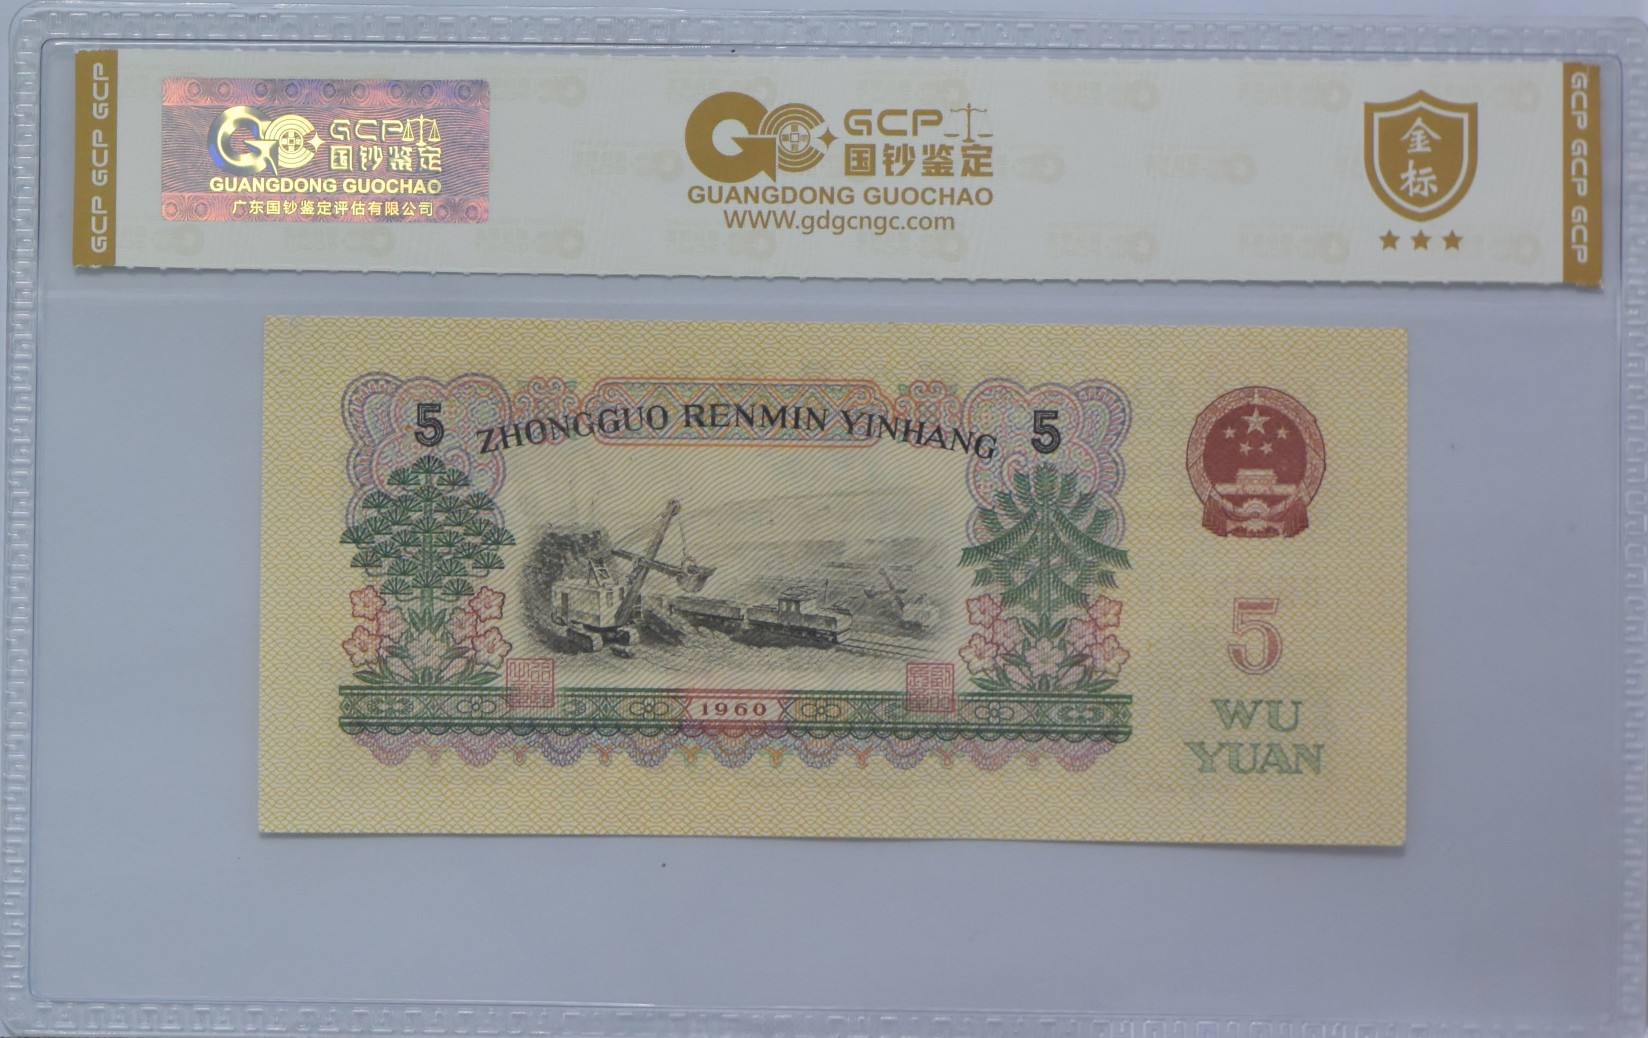 GCP GCP GCP
GCP
国钞鉴定
GUANGDONG GUOCHAO
广东国钞鉴定评估有限公司
GCP
国钞鉴定
GUANGDONG GUOCHAO
WWW.gdgcngc.com
金
标
GCP GCP GCP
5
ZHONGGUO RENMIN YINHANG
5
5
1960
WU
YUAN